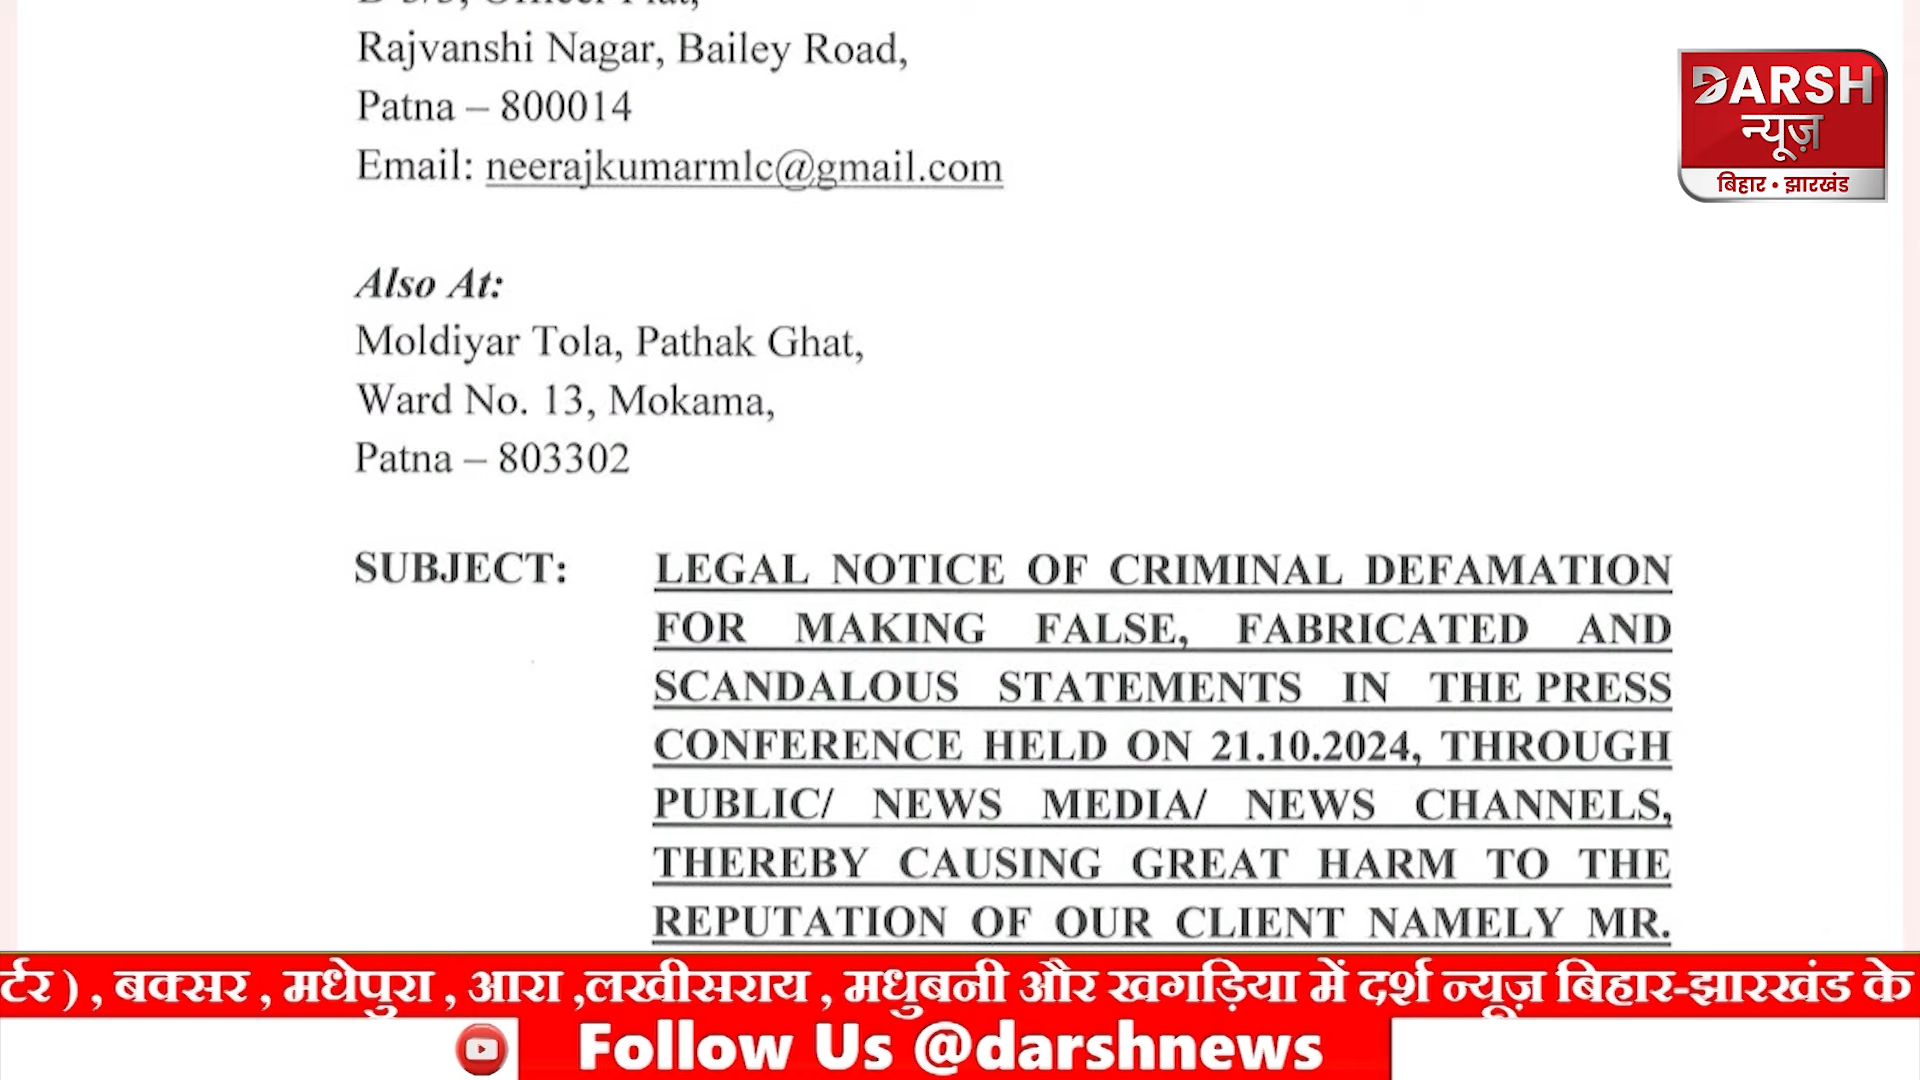 Rajvanshi Nagar, Bailey Road,
Patna – 800014
Email: neerajkumarmlc@gmail.com
Also At:
Moldiyar Tola, Pathak Ghat,
Ward No. 13, Mokama,
Patna – 803302
SUBJECT: LEGAL NOTICE OF CRIMINAL DEFAMATION
FOR MAKING FALSE, FABRICATED AND
SCANDALOUS STATEMENTS IN THE PRESS
CONFERENCE HELD ON 21.10.2024, THROUGH
PUBLIC/ NEWS MEDIA/ NEWS CHANNELS,
THEREBY CAUSING GREAT HARM TO THE
REPUTATION OF OUR CLIENT NAMELY MR.
DARSH
न्यूज़
बिहार • झारखंड
र्टर ) , बक्सर , मधेपुरा , आरा ,लखीसराय , मधुबनी और खगड़िया में दर्श न्यूज़ बिहार-झारखंड के
Follow Us @darshnews